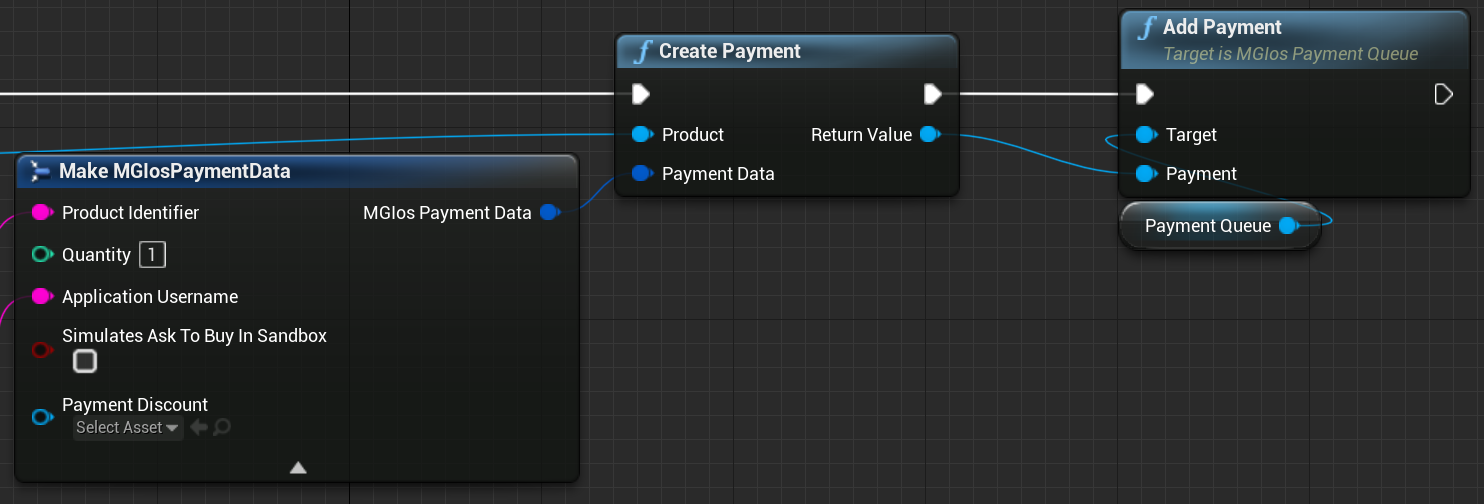 Create Payment
Product
Return Value
Payment Data
Add Payment
Target is MGIos Payment Queue
Target
Payment
Payment Queue
Make MGIosPaymentData
Product Identifier
MGIos Payment Data
Quantity 1
Application Username
Simulates Ask To Buy In Sandbox
Payment Discount
Select Asset